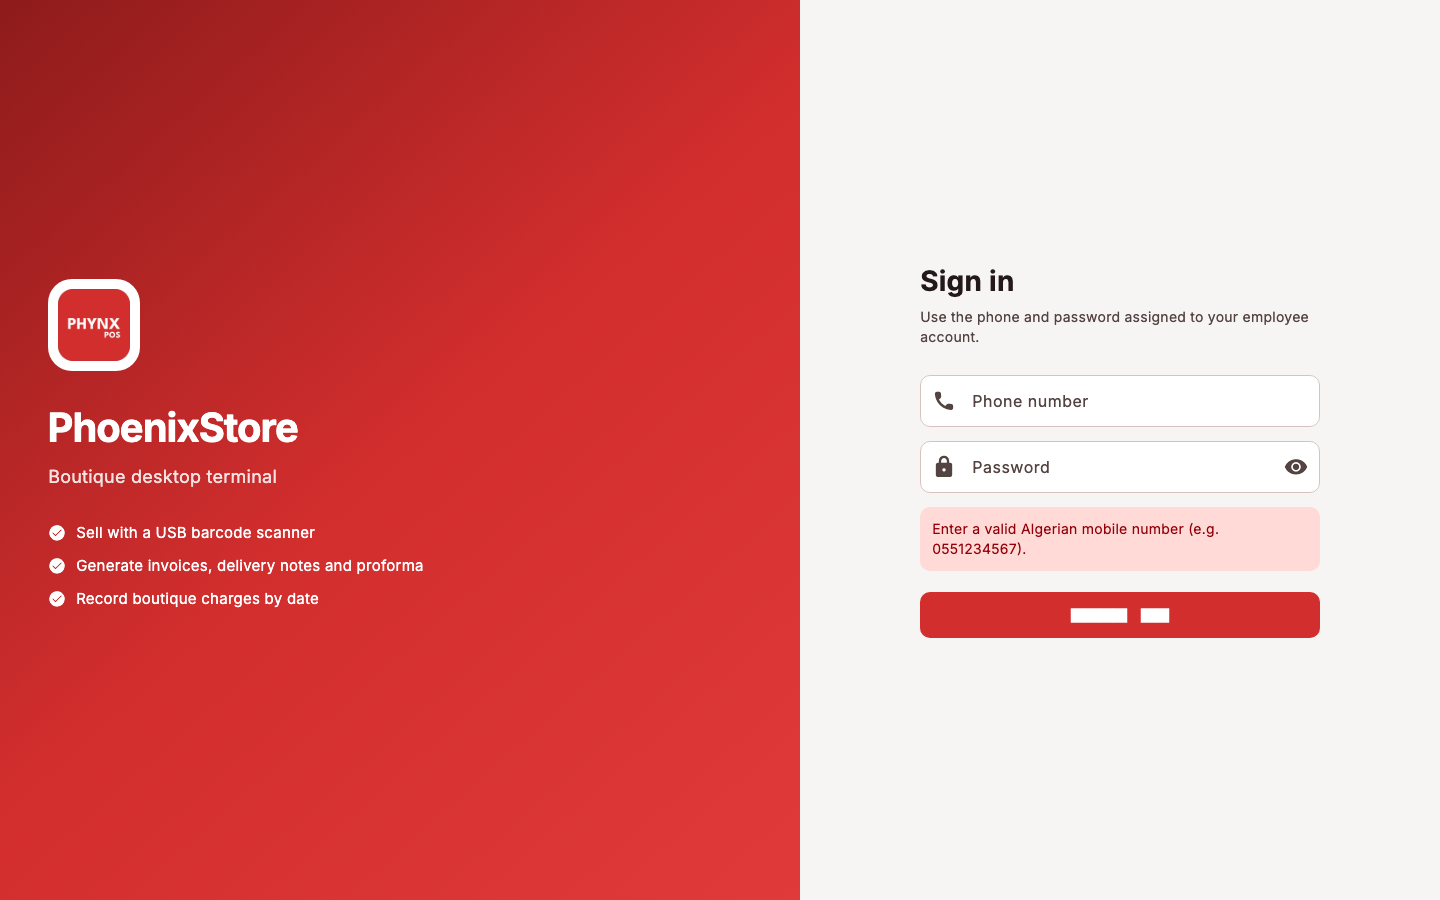 PHYNX
POS
PhoenixStore
Boutique desktop terminal
Sell with a USB barcode scanner
Generate invoices, delivery notes and proforma
Record boutique charges by date
Sign in
Use the phone and password assigned to your employee
account.
Phone number
Password
Enter a valid Algerian mobile number (e.g.
0551234567).